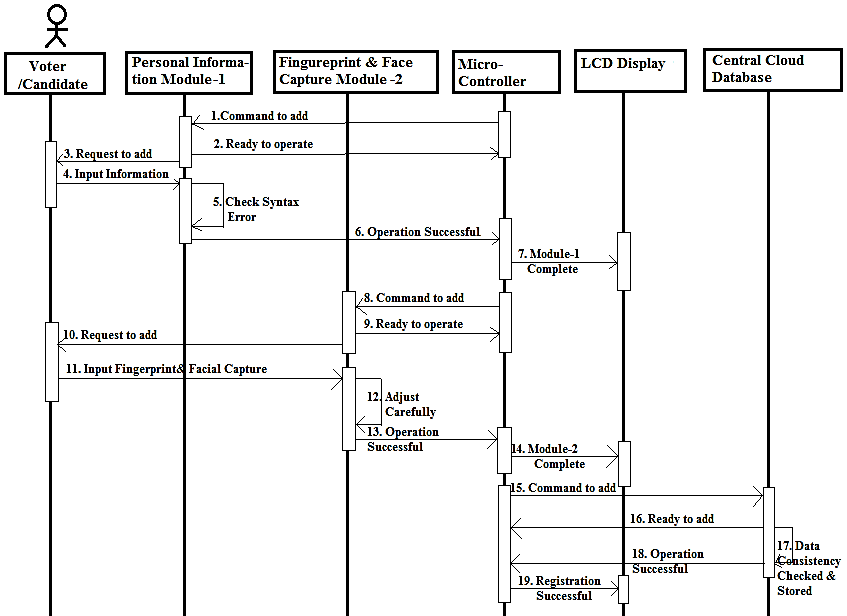 Voter
/Candidate
Personal Informa-
tion Module-1
Fingureprint & Face
Capture Module -2
Micro-
Controller
LCD Display
Central Cloud
Database
1.Command to add
2. Ready to operate
3. Request to add
4. Input Information
5. Check Syntax
Error
6. Operation Successful
7. Module-1
Complete
8. Command to add
9. Ready to operate
10. Request to add
11. Input Fingerprint& Facial Capture
12. Adjust
Carefully
13. Operation
Successful
14. Module-2
Complete
15. Command to add
16. Ready to add
17. Data
Consistency
Checked &
Stored
18. Operation
Successful
19. Registration
Successful